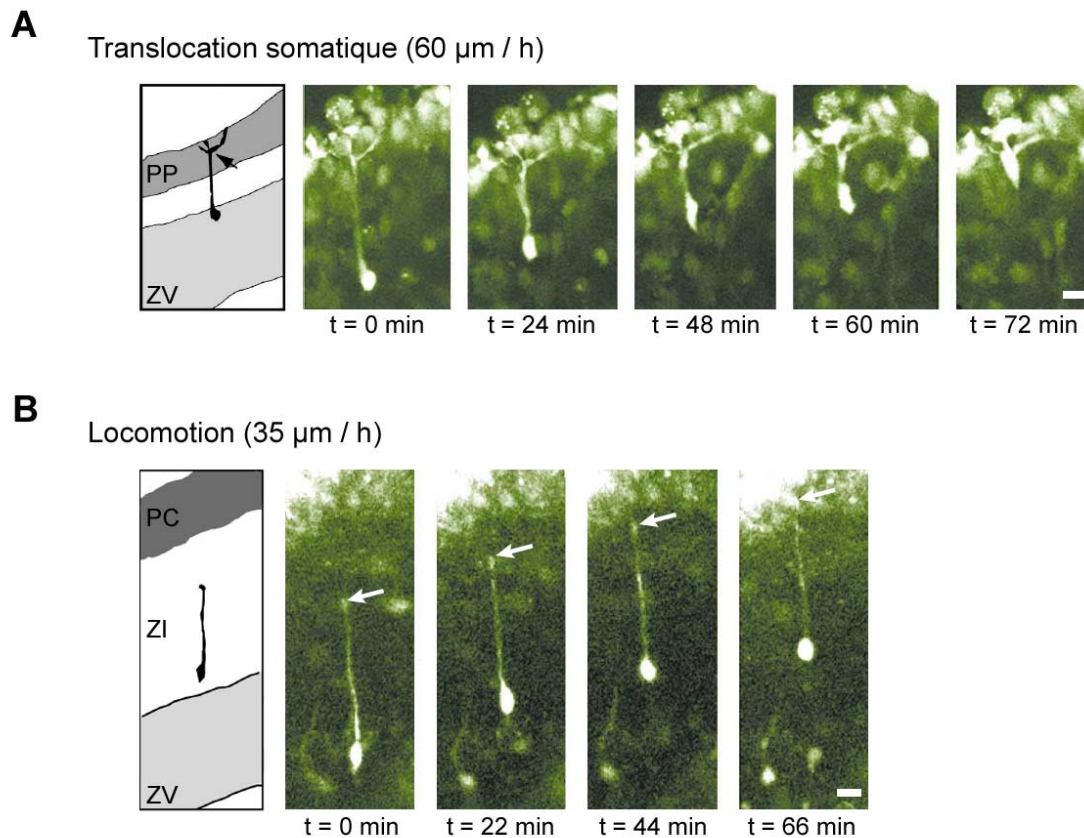 A
Translocation somatique (60 µm / h)
PP
ZV
t = 0 min
t = 24 min
t = 48 min
t = 60 min
t = 72 min
B
Locomotion (35 µm / h)
PC
ZI
ZV
t = 0 min
t = 22 min
t = 44 min
t = 66 min